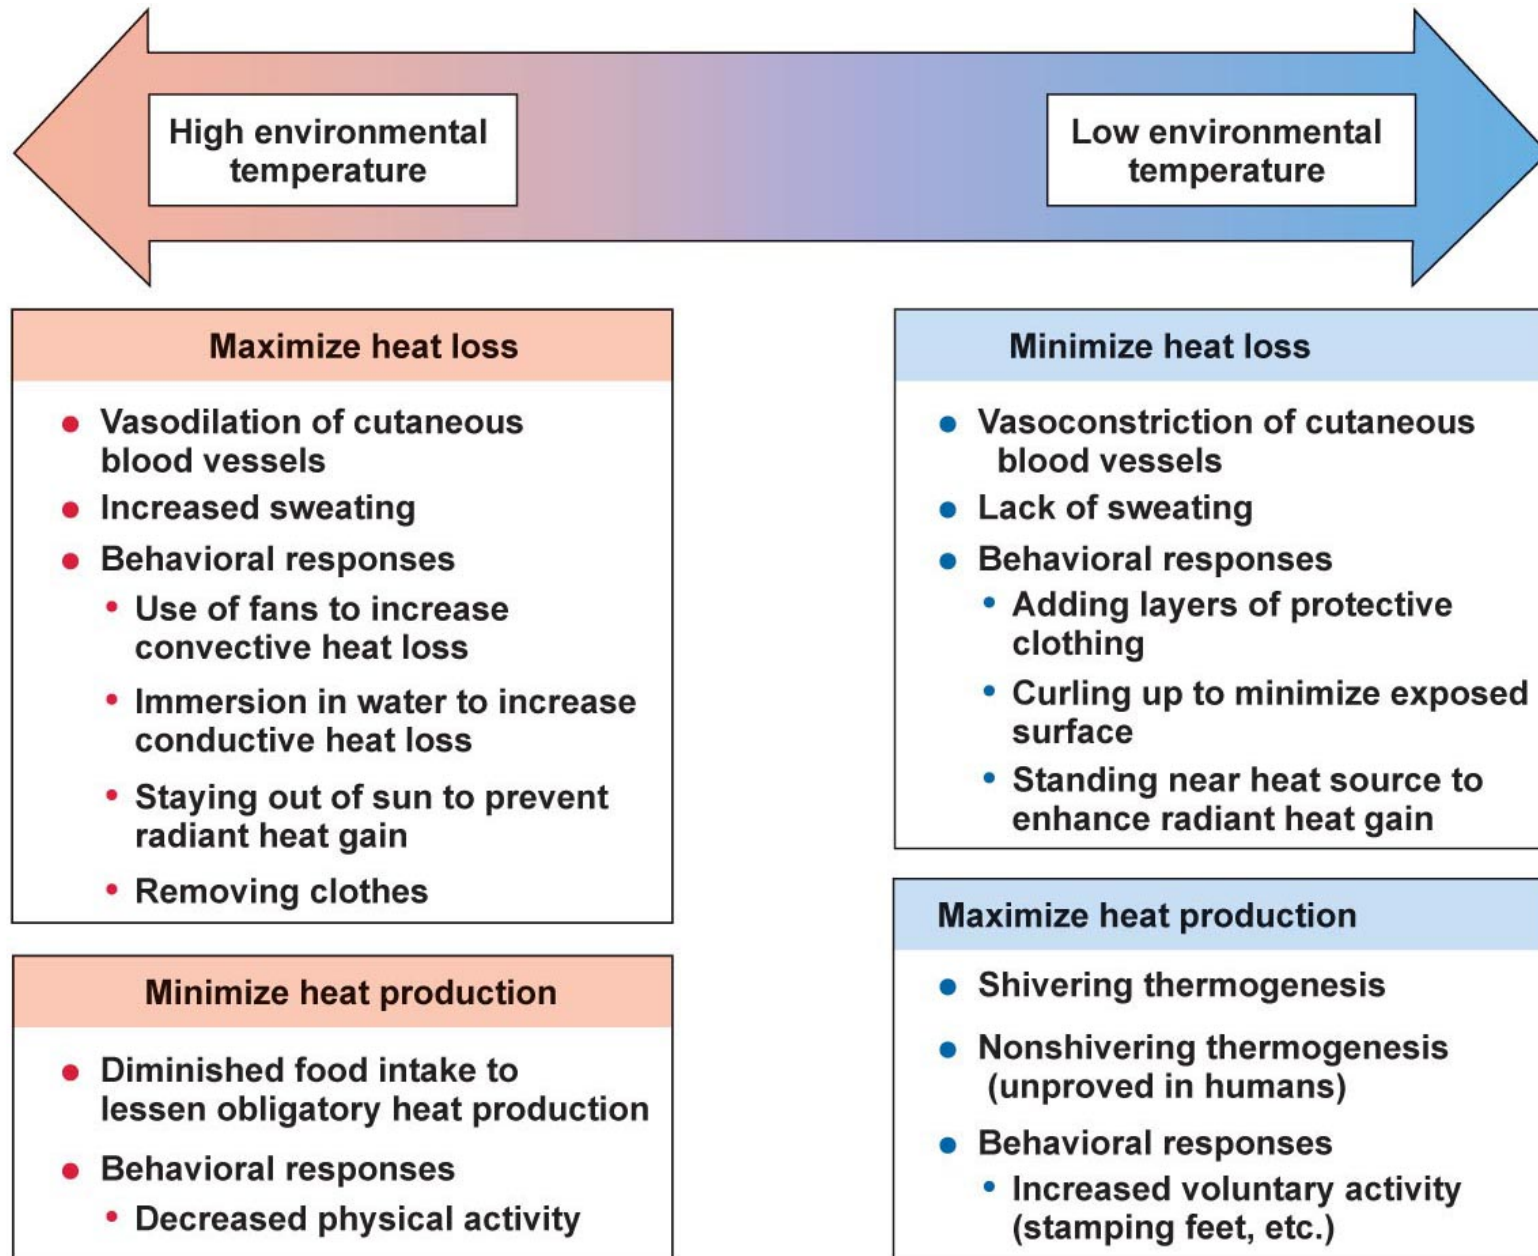 High environmental
temperature
Low environmental
temperature
Maximize heat loss
● Vasodilation of cutaneous
blood vessels
● Increased sweating
● Behavioral responses
• Use of fans to increase
convective heat loss
• Immersion in water to increase
conductive heat loss
• Staying out of sun to prevent
radiant heat gain
• Removing clothes
Minimize heat production
● Diminished food intake to
lessen obligatory heat production
● Behavioral responses
• Decreased physical activity
Minimize heat loss
● Vasoconstriction of cutaneous
blood vessels
● Lack of sweating
● Behavioral responses
• Adding layers of protective
clothing
• Curling up to minimize exposed
surface
• Standing near heat source to
enhance radiant heat gain
Maximize heat production
● Shivering thermogenesis
● Nonshivering thermogenesis
(unproved in humans)
● Behavioral responses
• Increased voluntary activity
(stamping feet, etc.)